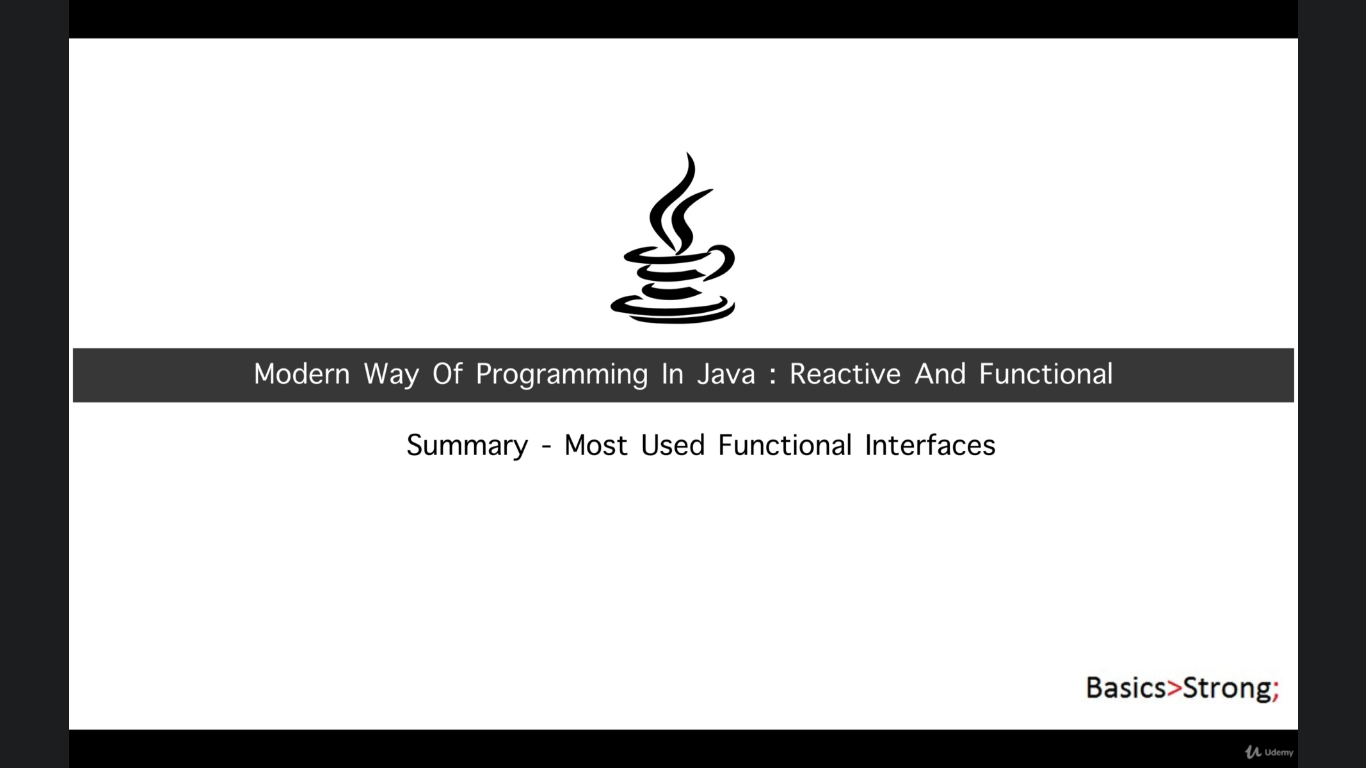 Modern Way Of Programming In Java : Reactive And Functional
Summary - Most Used Functional Interfaces
Basics>Strong;
Udemy